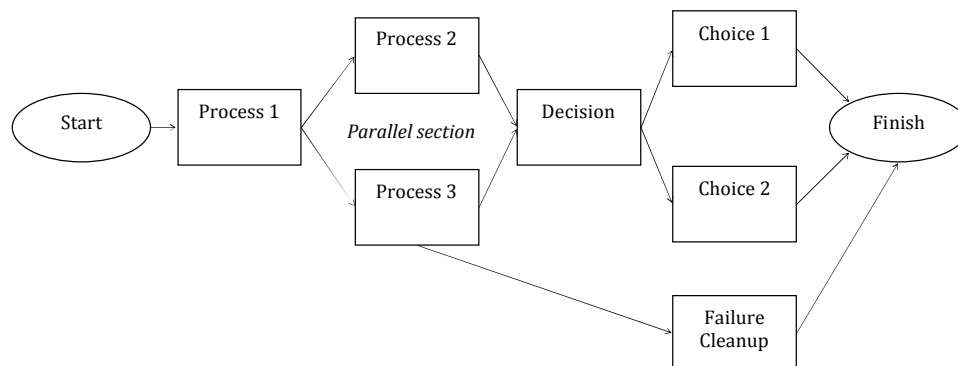 Start
Process 1
Process 2
Parallel section
Process 3
Decision
Choice 1
Choice 2
Failure
Cleanup
Finish